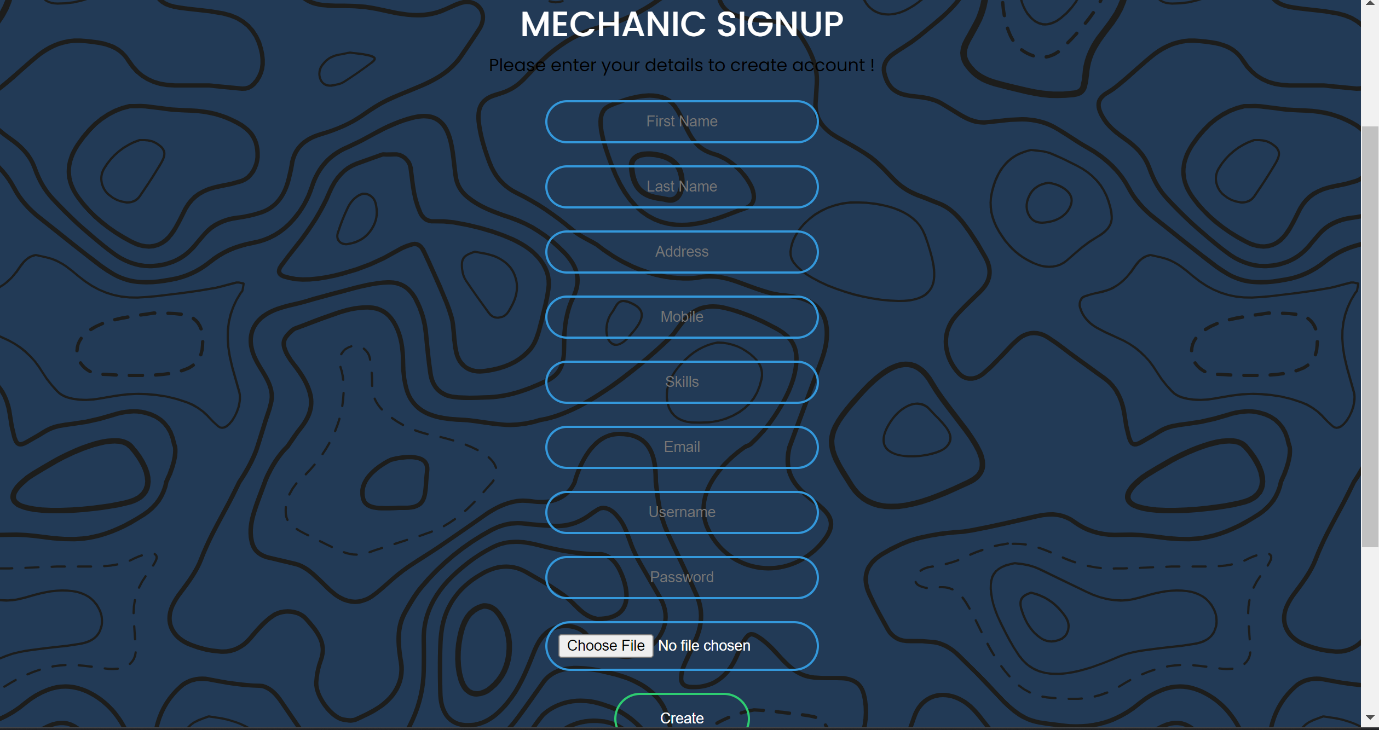 MECHANIC SIGNUP
Please enter your details to create account !
First Name
Last Name
Address
Mobile
Skills
Email
Username
Password
Choose File No file chosen
Create